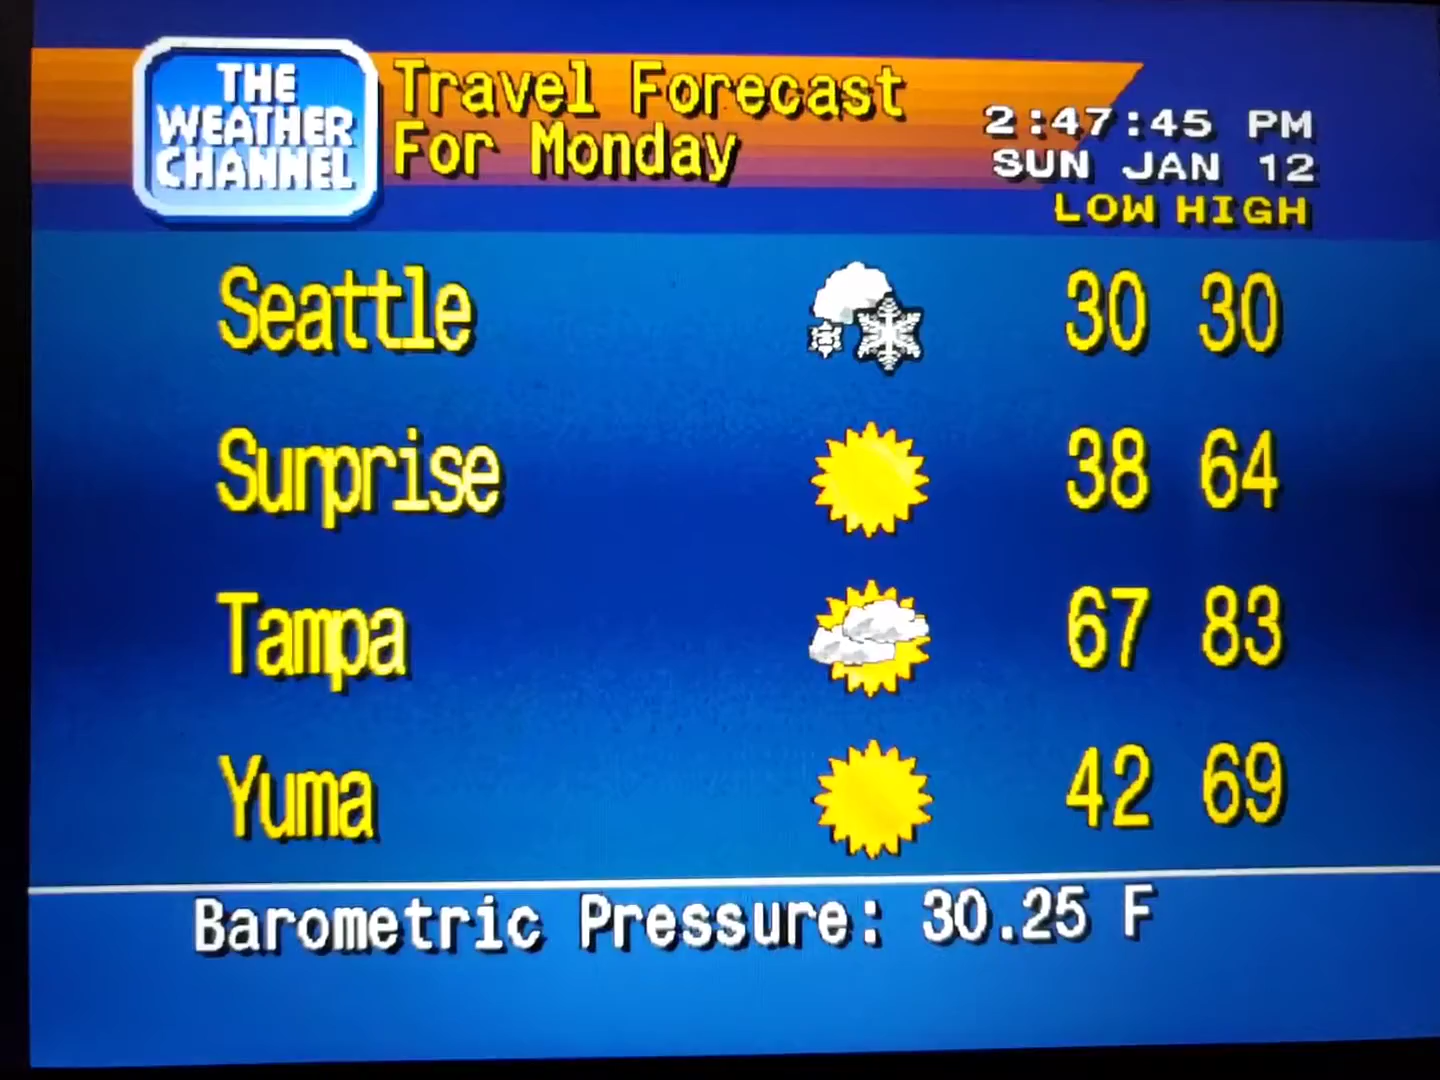 THE
WEATHER
CHANNEL
Travel Forecast
For Monday
2:47:45 PM
SUN JAN 12
LOW HIGH
Seattle 30 30
Surprise 38 64
Tampa 67 83
Yuma 42 69
Barometric Pressure: 30.25 F